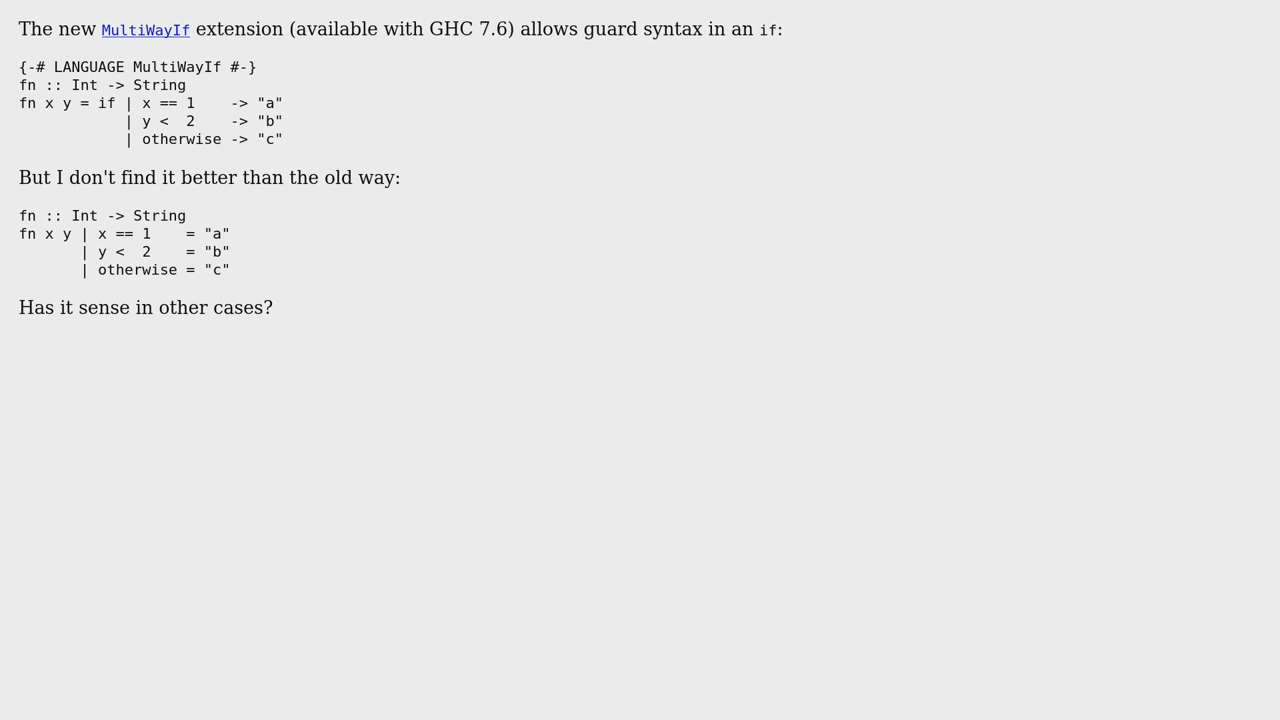 The new MultiWayIf extension (available with GHC 7.6) allows guard syntax in an if:
{-# LANGUAGE MultiWayIf #-}
fn :: Int -> String
fn x y = if | x == 1    -> "a"
            | y <  2    -> "b"
            | otherwise -> "c"
But I don't find it better than the old way:
fn :: Int -> String
fn x y | x == 1    = "a"
       | y <  2    = "b"
       | otherwise = "c"
Has it sense in other cases?